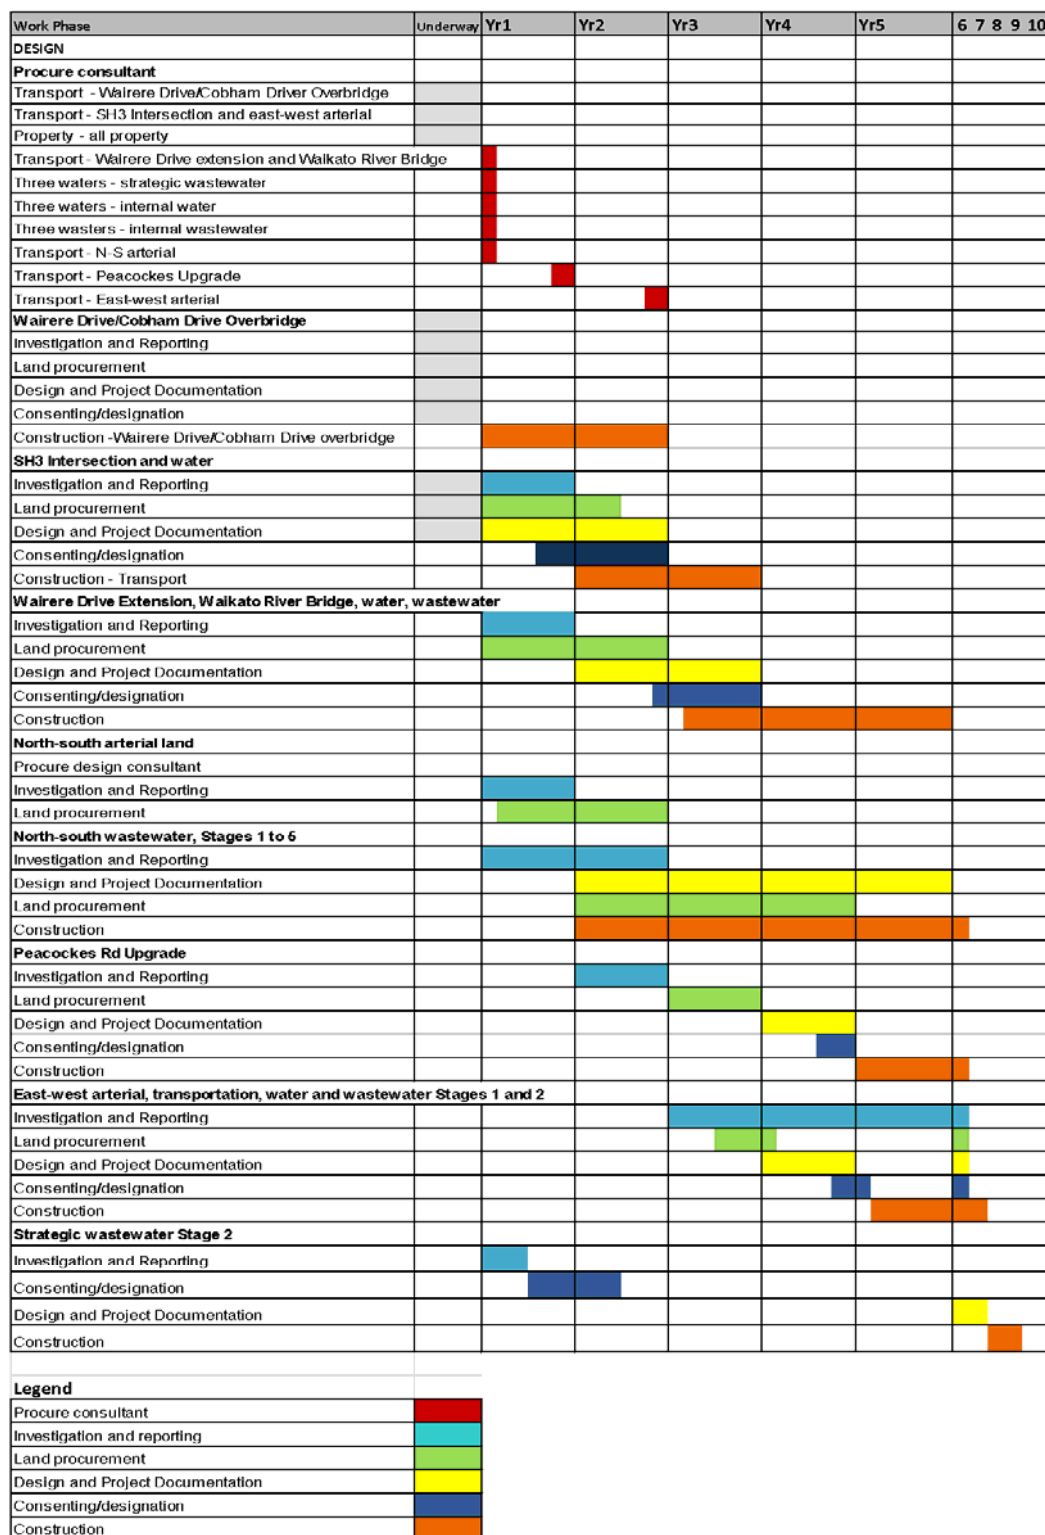 Work Phase Underway Yr1 Yr2 Yr3 Yr4 Yr5 6 7 8 9 10
DESIGN
Procure consultant
Transport - Wairere Drive/Cobham Driver Overbridge
Transport - SH3 Intersection and east-west arterial
Property - all property
Transport - Wairere Drive extension and Waikato River Bridge
Three waters - strategic wastewater
Three waters - internal water
Three wasters - internal wastewater
Transport - N-S arterial
Transport - Peacockes Upgrade
Transport - East-west arterial
Wairere Drive/Cobham Drive Overbridge
Investigation and Reporting
Land procurement
Design and Project Documentation
Consenting/designation
Construction -Wairere Drive/Cobham Drive overbridge
SH3 Intersection and water
Investigation and Reporting
Land procurement
Design and Project Documentation
Consenting/designation
Construction - Transport
Wairere Drive Extension, Waikato River Bridge, water, wastewater
Investigation and Reporting
Land procurement
Design and Project Documentation
Consenting/designation
Construction
North-south arterial land
Procure design consultant
Investigation and Reporting
Land procurement
North-south wastewater, Stages 1 to 5
Investigation and Reporting
Design and Project Documentation
Land procurement
Construction
Peacockes Rd Upgrade
Investigation and Reporting
Land procurement
Design and Project Documentation
Consenting/designation
Construction
East-west arterial, transportation, water and wastewater Stages 1 and 2
Investigation and Reporting
Land procurement
Design and Project Documentation
Consenting/designation
Construction
Strategic wastewater Stage 2
Investigation and Reporting
Consenting/designation
Design and Project Documentation
Construction
Legend
Procure consultant
Investigation and reporting
Land procurement
Design and Project Documentation
Consenting/designation
Construction